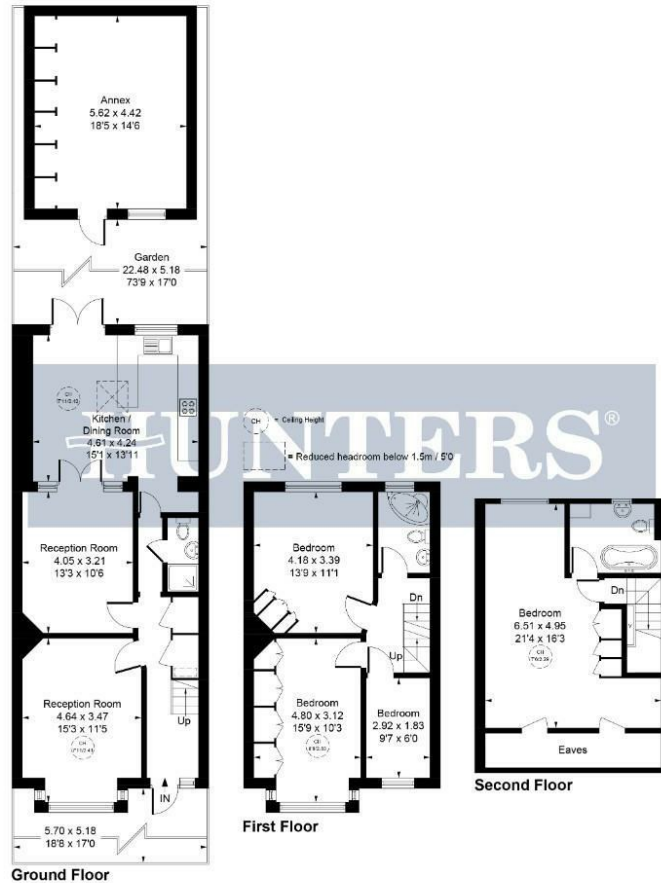 Annex
5.62 x 4.42
18'5 x 14'6
Garden
22.48 x 5.18
73'9 x 17'0
Kitchen /
Dining Room
4.61 x 4.24
15'1 x 13'11
HUNTERS®
CH = Ceiling Height
= Reduced headroom below 1.5m / 5'0
Reception Room
4.05 x 3.21
13'3 x 10'6
Reception Room
4.64 x 3.47
15'3 x 11'5
CH
Up
IN
5.70 x 5.18
18'8 x 17'0
Ground Floor
Bedroom
4.18 x 3.39
13'9 x 11'1
Dn
Up
Bedroom
4.80 x 3.12
15'9 x 10'3
Bedroom
2.92 x 1.83
9'7 x 6'0
First Floor
Dn
Bedroom
6.51 x 4.95
21'4 x 16'3
CH
Eaves
Second Floor